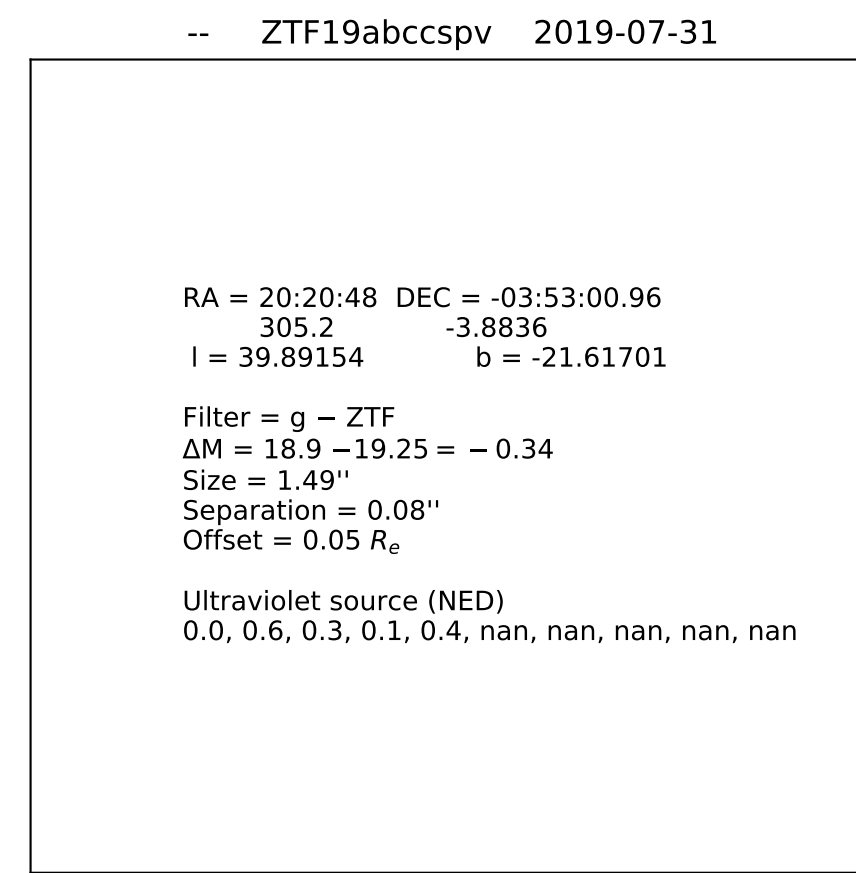 -- ZTF19abccspv 2019-07-31
RA = 20:20:48 DEC = -03:53:00.96
305.2 -3.8836
l = 39.89154 b = -21.61701
Filter = g − ZTF
ΔM = 18.9 −19.25 = − 0.34
Size = 1.49''
Separation = 0.08''
Offset = 0.05 Rₑ
Ultraviolet source (NED)
0.0, 0.6, 0.3, 0.1, 0.4, nan, nan, nan, nan, nan